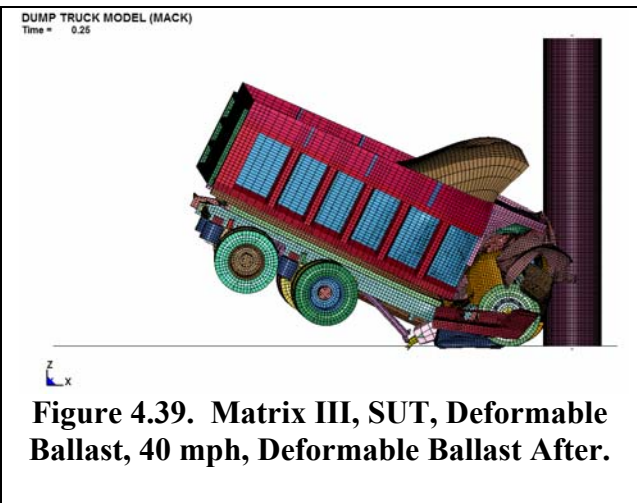 DUMP TRUCK MODEL (MACK)
Time = 0.25
Z
X
Figure 4.39. Matrix III, SUT, Deformable
Ballast, 40 mph, Deformable Ballast After.